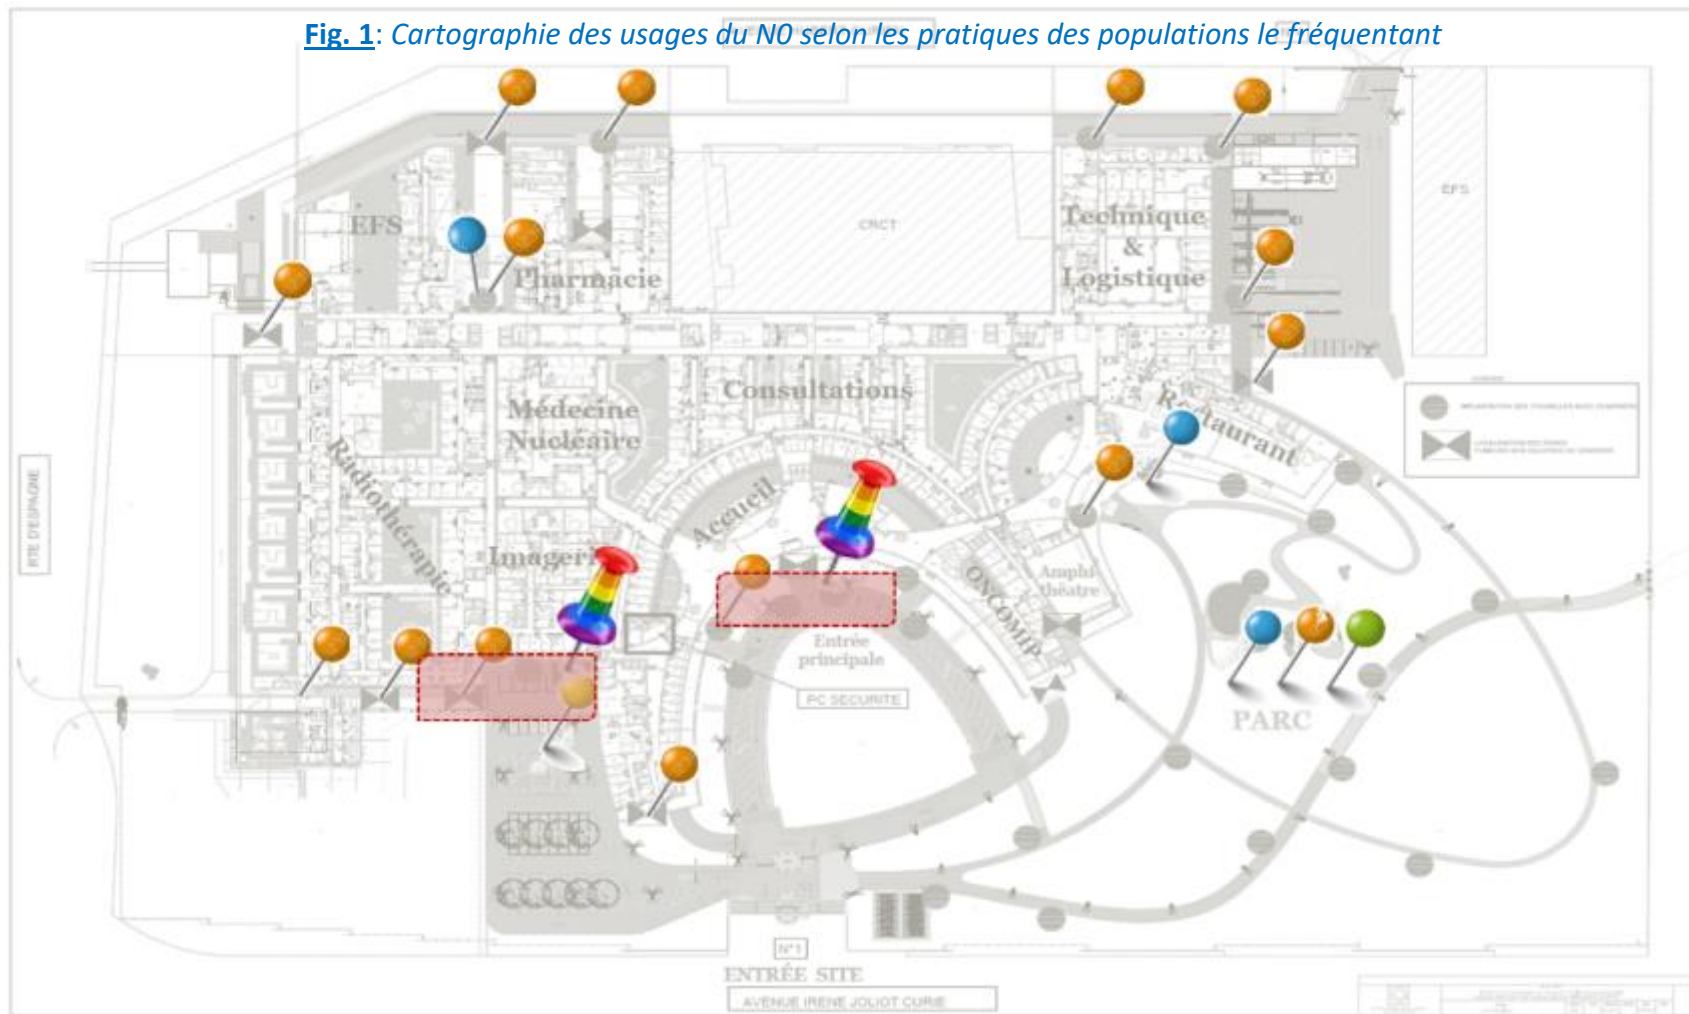 Fig. 1: Cartographie des usages du N0 selon les pratiques des populations le fréquentant
EFS
CRCT
EFS
Technique
&
Logistique
Pharmacie
Consultations
Médecine
Nucléaire
Restaurant
Radiothérapie
Accueil
Imagerie
RTE D'ESPAGNE
ONCOMIP
Amphi-
théâtre
Entrée
principale
PC SECURITE
PARC
N°1
ENTRÉE SITE
AVENUE IRENE JOLIOT CURIE